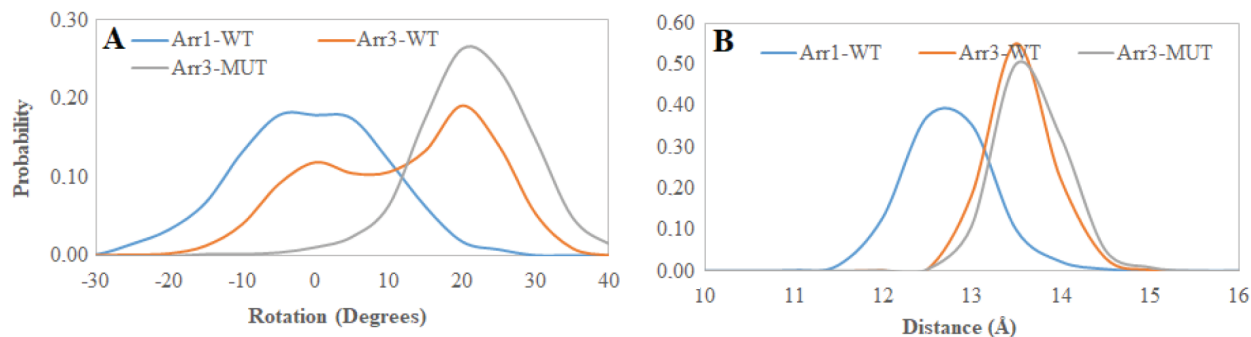 A
Arr1-WT Arr3-WT
Arr3-MUT
0.30
0.20
0.10
0.00
Probability
-30 -20 -10 0 10 20 30 40
Rotation (Degrees)
B
Arr1-WT Arr3-WT Arr3-MUT
0.60
0.50
0.40
0.30
0.20
0.10
0.00
10 11 12 13 14 15 16
Distance (Å)